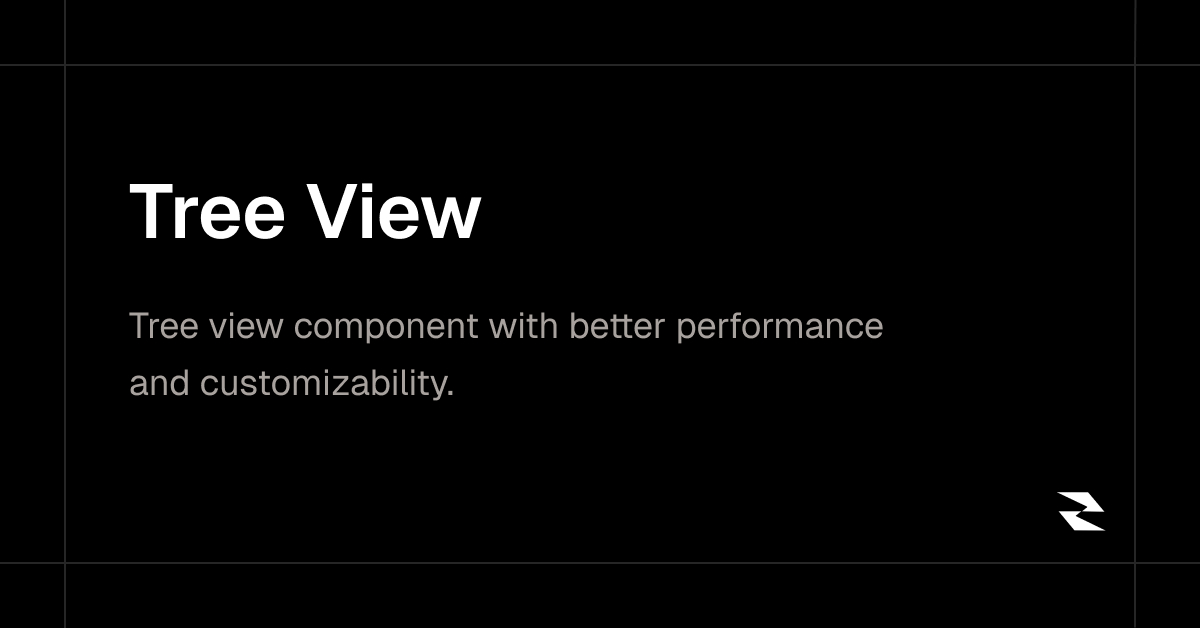 Tree View
Tree view component with better performance
and customizability.